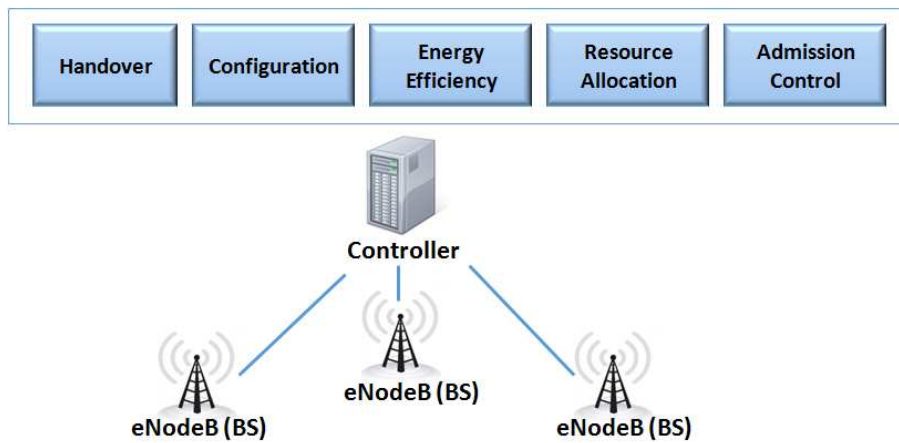 Handover
Configuration
Energy
Efficiency
Resource
Allocation
Admission
Control
Controller
eNodeB (BS)
eNodeB (BS)
eNodeB (BS)